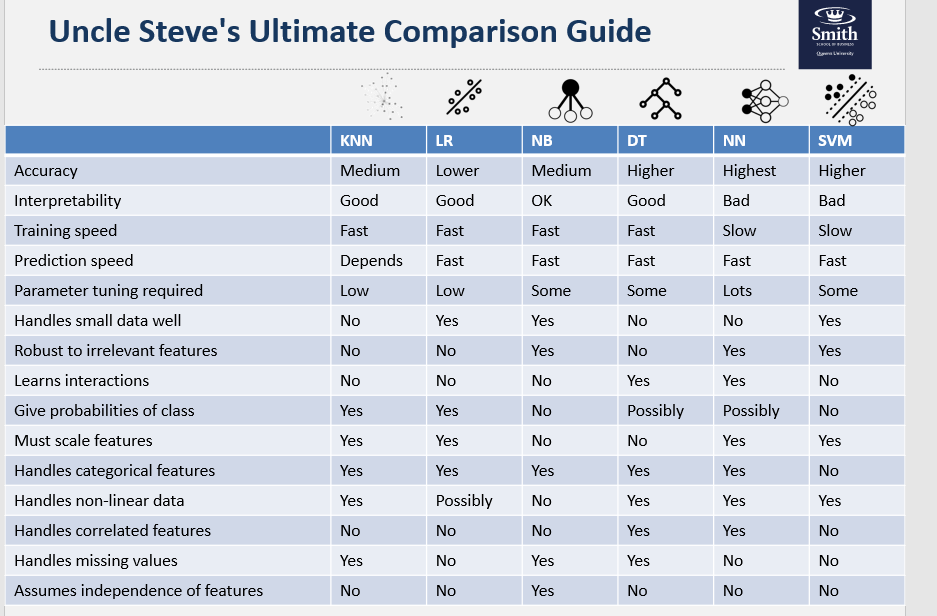 Uncle Steve's Ultimate Comparison Guide
Smith
SCHOOL OF BUSINESS
Queen's University
KNN LR NB DT NN SVM
Accuracy Medium Lower Medium Higher Highest Higher
Interpretability Good Good OK Good Bad Bad
Training speed Fast Fast Fast Fast Slow Slow
Prediction speed Depends Fast Fast Fast Fast Fast
Parameter tuning required Low Low Some Some Lots Some
Handles small data well No Yes Yes No No Yes
Robust to irrelevant features No No Yes No Yes Yes
Learns interactions No No No Yes Yes No
Give probabilities of class Yes Yes No Possibly Possibly No
Must scale features Yes Yes No No Yes Yes
Handles categorical features Yes Yes Yes Yes Yes No
Handles non-linear data Yes Possibly No Yes Yes Yes
Handles correlated features No No No Yes Yes No
Handles missing values Yes No Yes Yes No No
Assumes independence of features No No Yes No No No